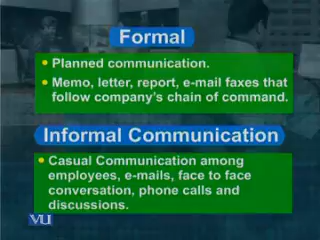 Formal
• Planned communication.
• Memo, letter, report, e-mail faxes that
follow company's chain of command.
Informal Communication
• Casual Communication among
employees, e-mails, face to face
conversation, phone calls and
discussions.
VU